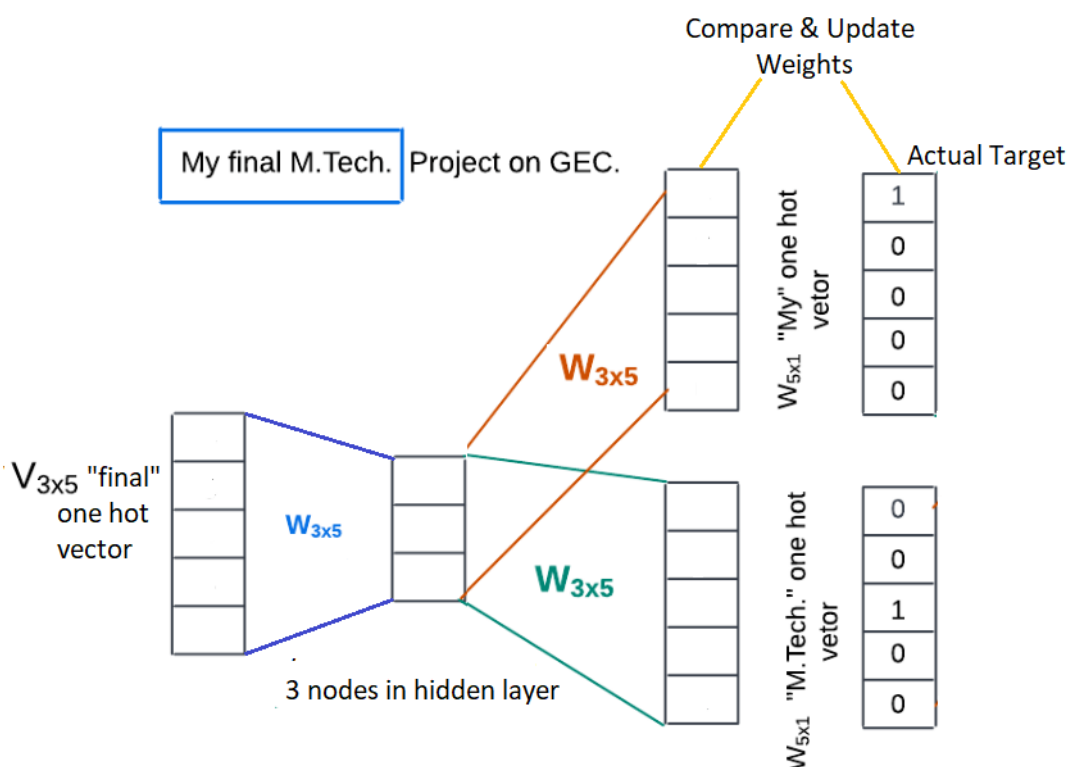 Compare & Update
Weights
My final M.Tech. Project on GEC.
Actual Target
W5x1 "My" one hot
vetor
1
0
0
0
0
W3x5
V3x5 "final"
one hot
vector
W3x5
W3x5
W5x1 "M.Tech." one hot
vetor
0
0
1
0
0
3 nodes in hidden layer